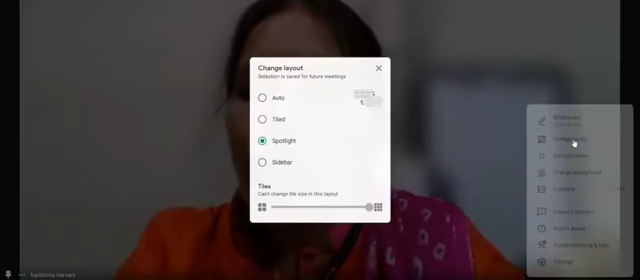 Change layout
Selection is saved for future meetings
Auto
Tiled
Spotlight
Sidebar
Tiles
Can't change tile size in this layout
Whiteboard
Change layout
Full screen
Change background
Captions
Report a problem
Report abuse
Troubleshooting & help
Settings